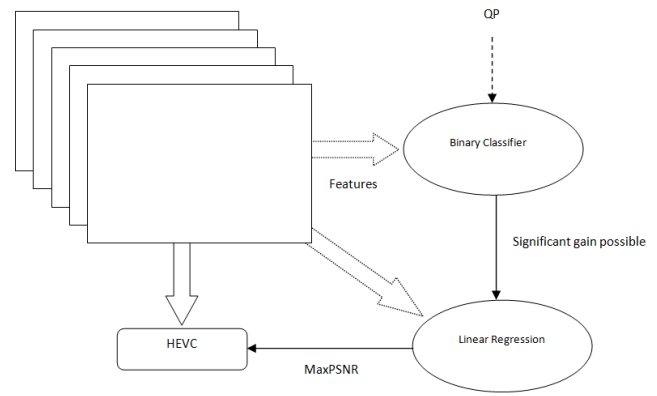 QP
Binary Classifier
Features
Significant gain possible
HEVC
Linear Regression
MaxPSNR